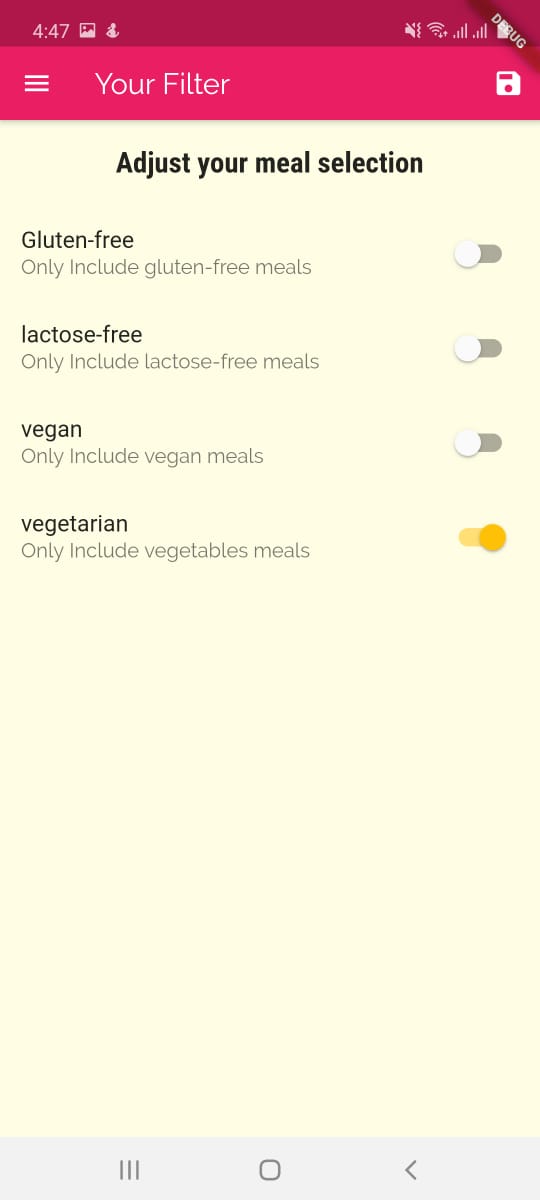 4:47
DEBUG
Your Filter
Adjust your meal selection
Gluten-free
Only Include gluten-free meals
lactose-free
Only Include lactose-free meals
vegan
Only Include vegan meals
vegetarian
Only Include vegetables meals